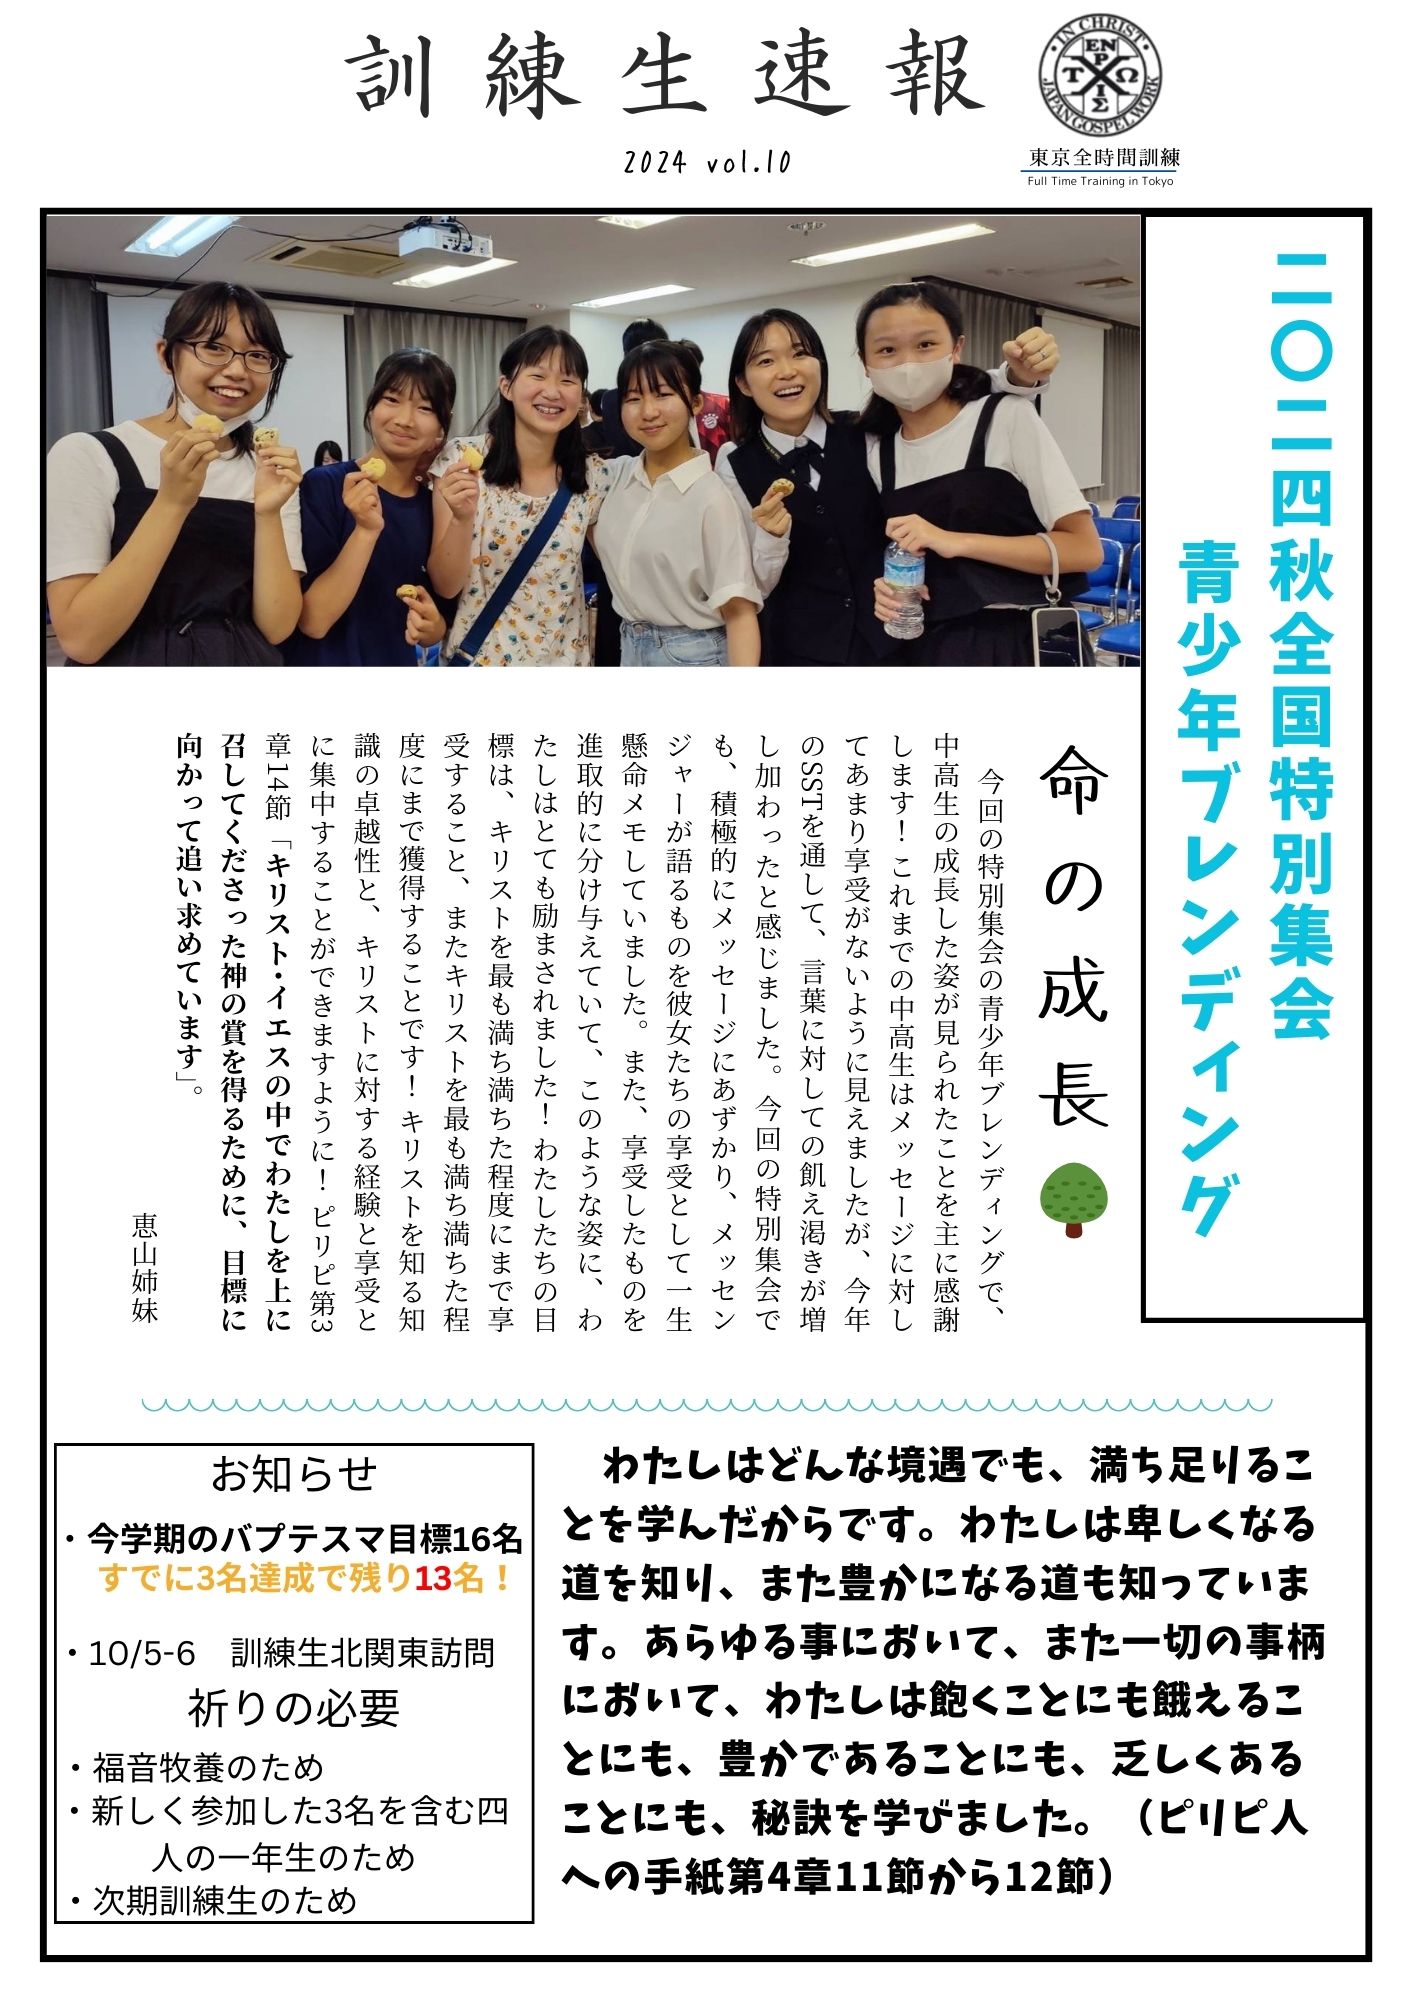 訓練生速報
2024 vol.10
IN CHRIST
JAPAN GOSPEL WORK
東京全時間訓練
Full Time Training in Tokyo
二〇二四秋全国特別集会
青少年ブレンディング
命の成長
今回の特別集会の青少年ブレンディングで、
中高生の成長した姿が見られたことを主に感謝
します！これまでの中高生はメッセージに対し
てあまり享受がないように見えましたが、今年
のSSTを通して、言葉に対しての飢え渇きが増
し加わったと感じました。今回の特別集会で
も、積極的にメッセージにあずかり、メッセン
ジャーが語るものを彼女たちの享受として一生
懸命メモしていました。また、享受したものを
進取的に分け与えていて、このような姿に、わ
たしはとても励まされました！わたしたちの目
標は、キリストを最も満ち満ちた程度にまで享
受すること、またキリストを最も満ち満ちた程
度にまで獲得することです！キリストを知る知
識の卓越性と、キリストに対する経験と享受と
に集中することができますように！ピリピ第3
章14節「キリスト・イエスの中でわたしを上に
召してくださった神の賞を得るために、目標に
向かって追い求めています」。
恵山姉妹
お知らせ
・今学期のバプテスマ目標16名
すでに3名達成で残り13名！
・10/5-6　訓練生北関東訪問
祈りの必要
・福音牧養のため
・新しく参加した3名を含む四
人の一年生のため
・次期訓練生のため
わたしはどんな境遇でも、満ち足りるこ
とを学んだからです。わたしは卑しくなる
道を知り、また豊かになる道も知っていま
す。あらゆる事において、また一切の事柄
において、わたしは飽くことにも餓えるこ
とにも、豊かであることにも、乏しくある
ことにも、秘訣を学びました。（ピリピ人
への手紙第4章11節から12節）